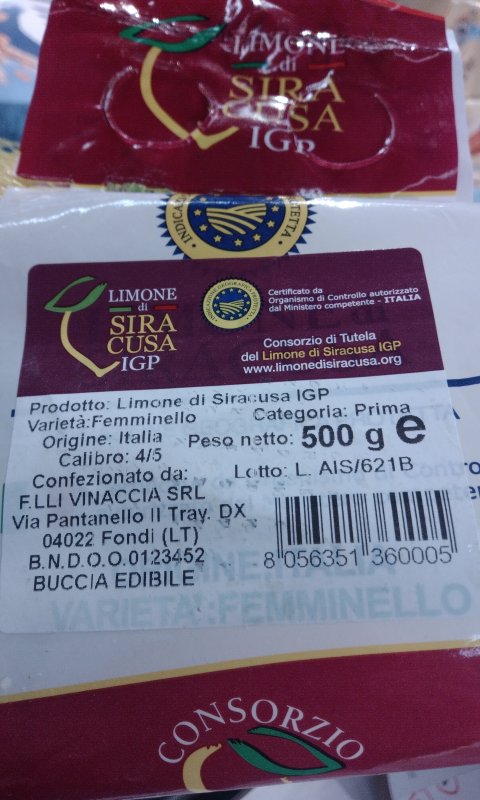 LIMONE
di
SIRA
CUSA
IGP
LIMONE
di
SIRA
CUSA
IGP
INDICAZIONE GEOGRAFICA PROTETTA
Certificato da
Organismo di Controllo autorizzato
dal Ministero competente - ITALIA
Consorzio di Tutela
del Limone di Siracusa IGP
www.limonedisiracusa.org
Prodotto: Limone di Siracusa IGP
Varietà:Femminello Categoria: Prima
Origine: Italia Peso netto: 500 g e
Calibro: 4/5
Confezionato da: Lotto: L. AIS/621B
F.LLI VINACCIA SRL
Via Pantanello II Trav. DX
04022 Fondi (LT)
B.N.D.O.O.0123452
BUCCIA EDIBILE
8 056351 360005
VARIETA':FEMMINELLO
CONSORZIO